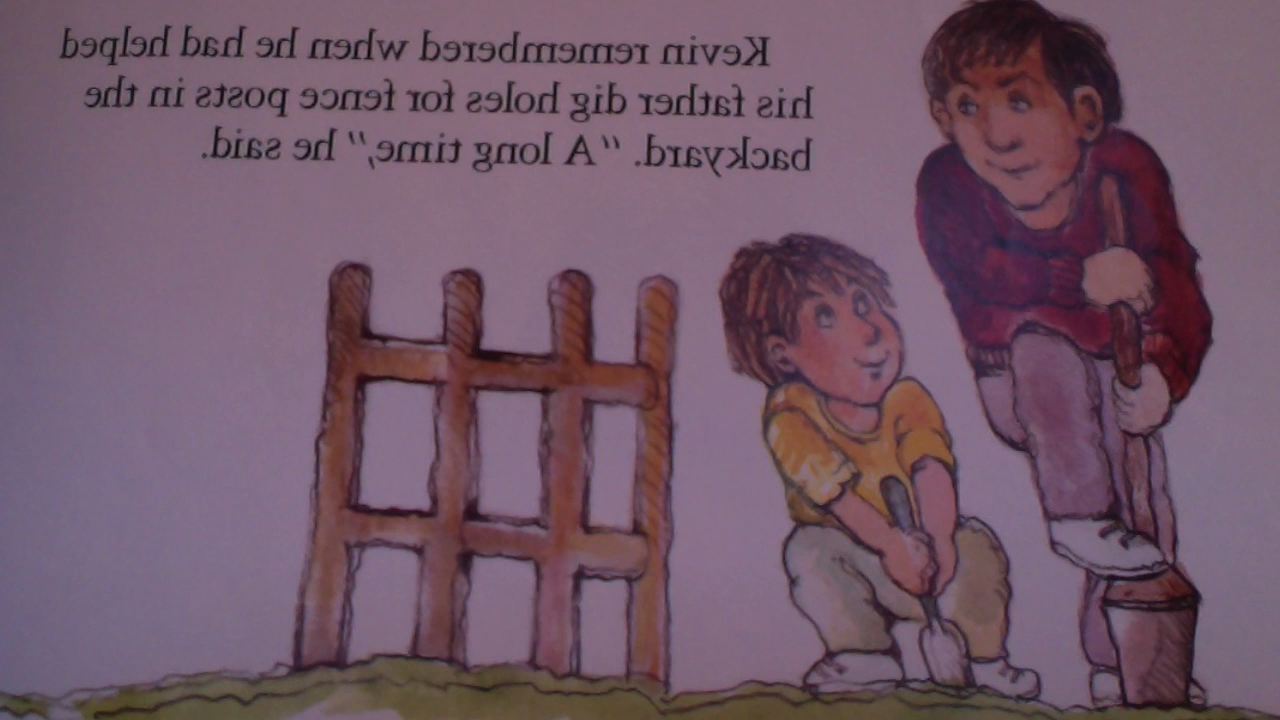 Kevin remembered when he had helped
his father dig holes for fence posts in the
backyard. "A long time," he said.